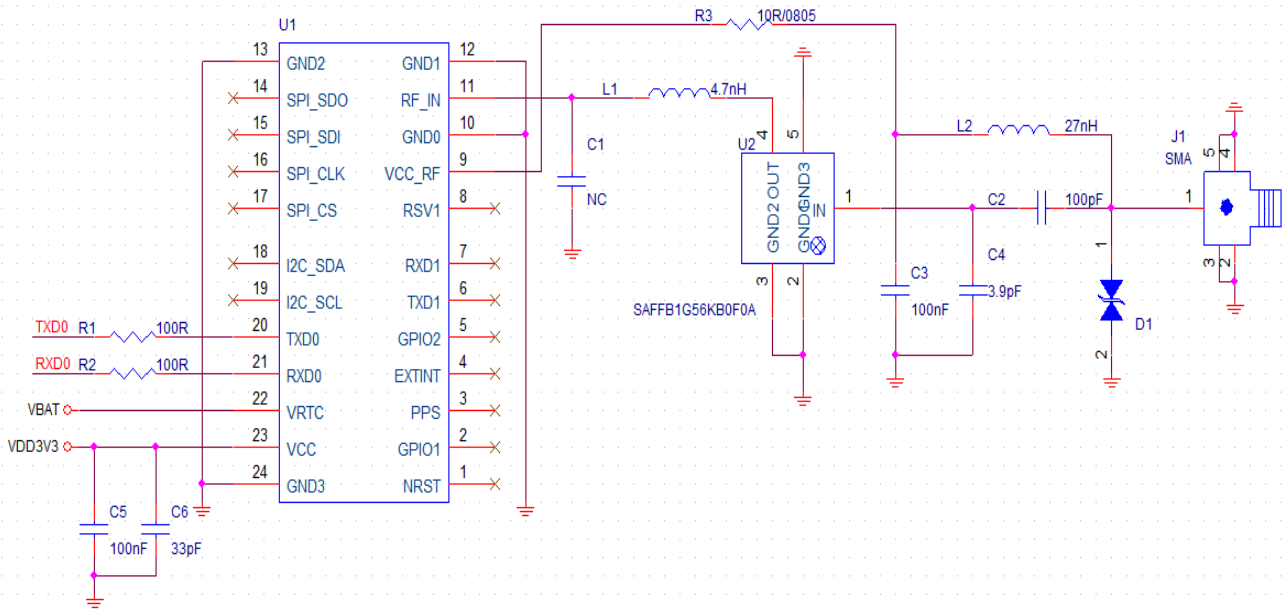 R3 10R/0805
U1
13 GND2 GND1 12
14 SPI_SDO RF_IN 11
15 SPI_SDI GND0 10
16 SPI_CLK VCC_RF 9
17 SPI_CS RSV1 8
18 I2C_SDA RXD1 7
19 I2C_SCL TXD1 6
TXD0 R1 100R 20 TXD0 GPIO2 5
RXD0 R2 100R 21 RXD0 EXTINT 4
VBAT 22 VRTC PPS 3
VDD3V3 23 VCC GPIO1 2
24 GND3 NRST 1
C5
100nF
C6
33pF
L1 4.7nH
C1
NC
U2
4 5
OUT GND3
GND2 GND IN
3 2
1
SAFFB1G56KB0F0A
L2 27nH
C2 100pF
C3
100nF
C4
3.9pF
1
D1
2
J1
SMA
5 4
1
3 2